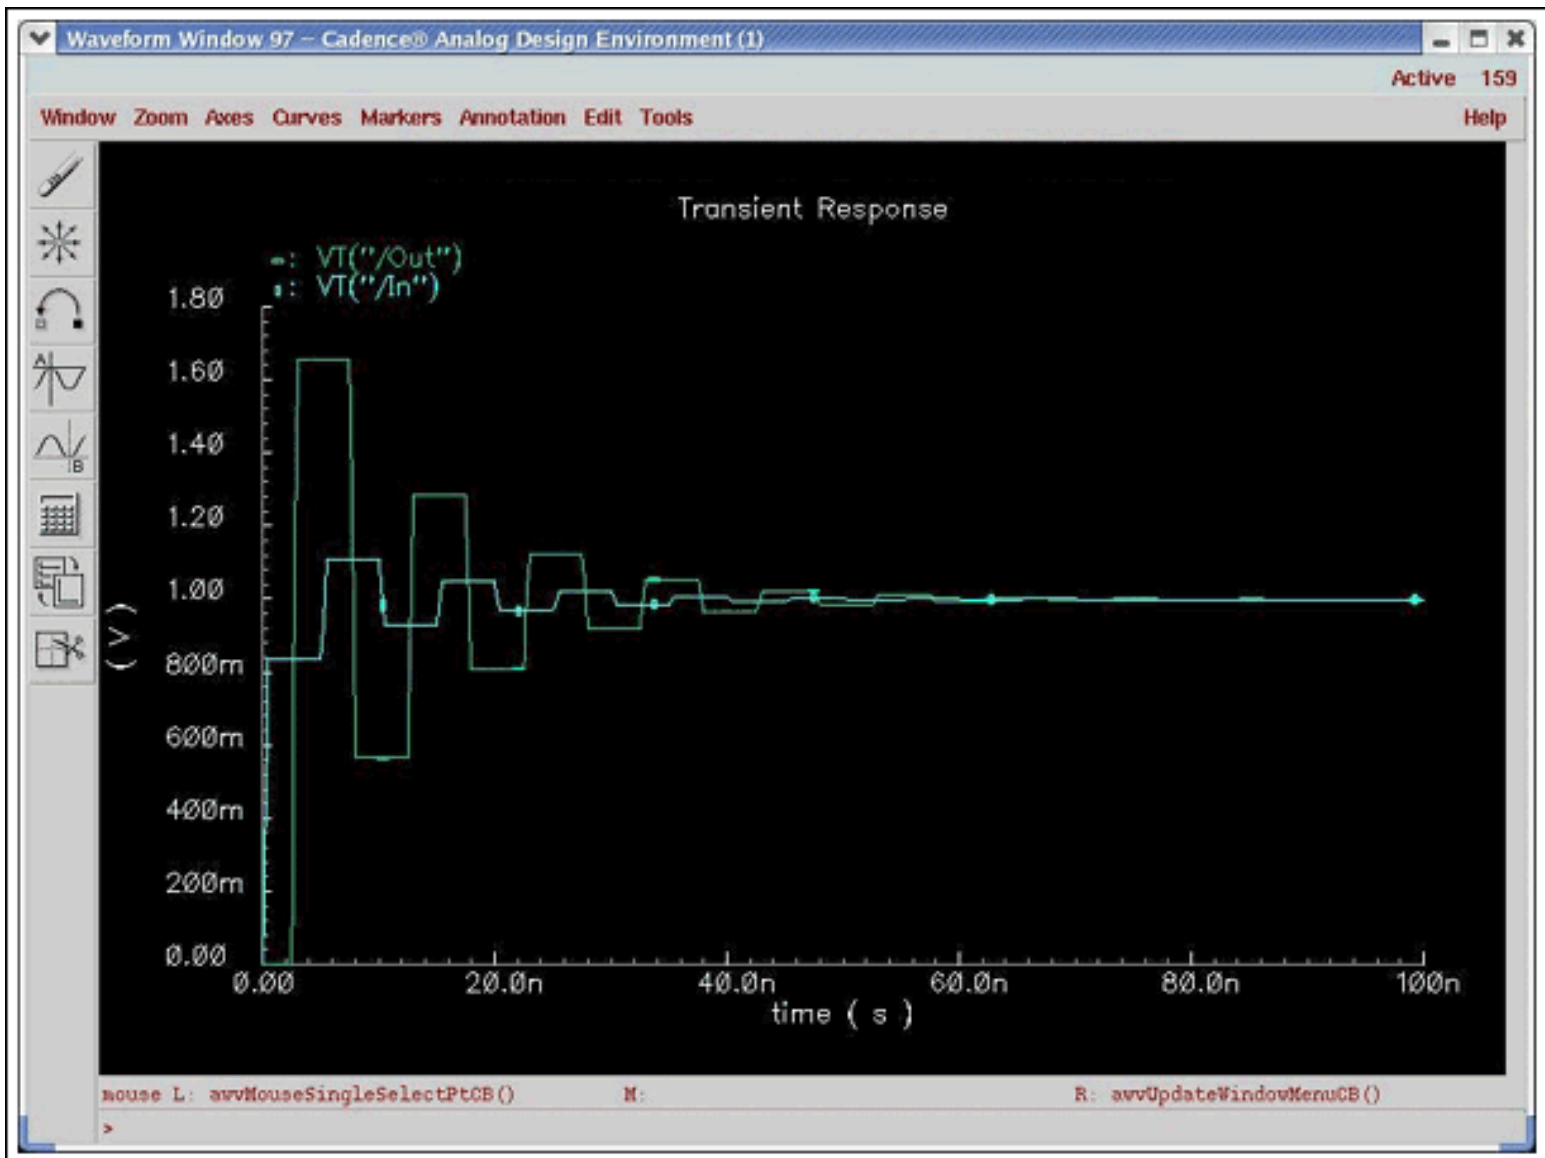 Waveform Window 97 – Cadence® Analog Design Environment (1)
Active 159
Window Zoom Axes Curves Markers Annotation Edit Tools Help
A
B
Transient Response
-: VT("/Out")
: VT("/In")
1.80
1.60
1.40
1.20
1.00
800m
600m
400m
200m
0.00
( V )
0.00 20.0n 40.0n 60.0n 80.0n 100n
time ( s )
mouse L: awvMouseSingleSelectPtCB() M: R: awvUpdateWindowMenuCB()
>